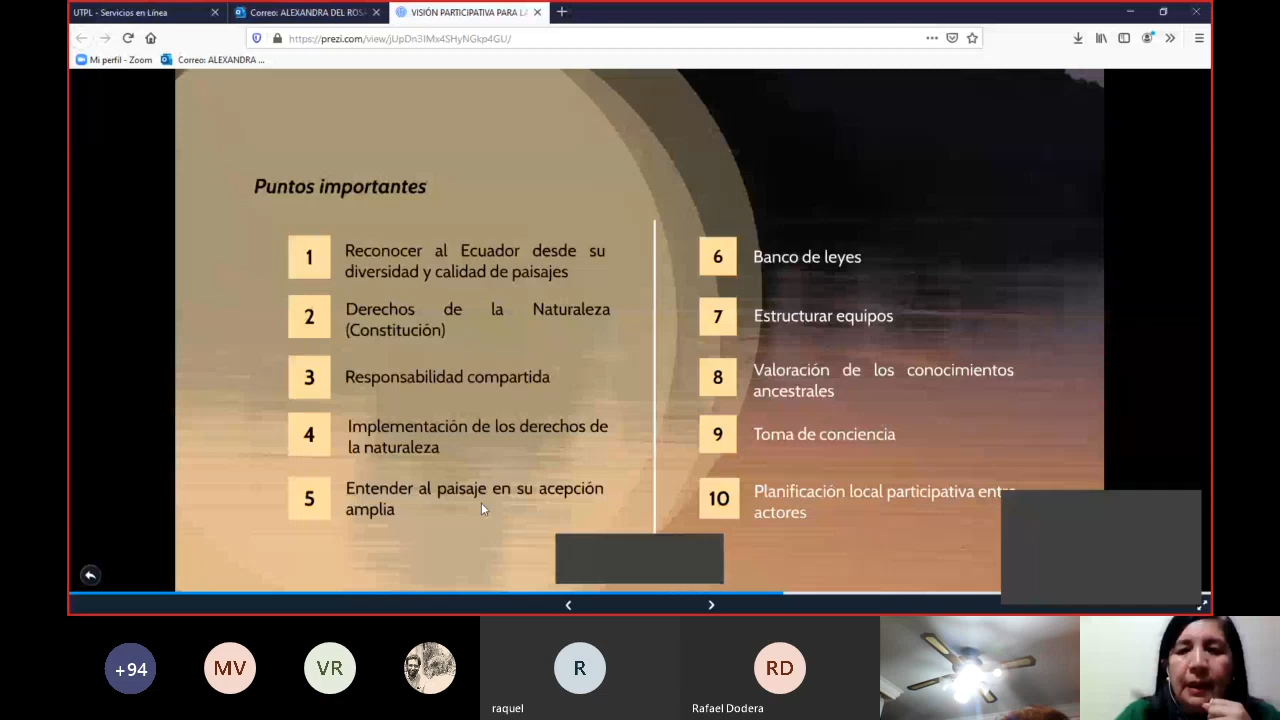 UTPL - Servicios en Línea
Correo: ALEXANDRA DEL ROS
VISIÓN PARTICIPATIVA PARA LA
https://prezi.com/view/jUpDn3IMx4SHyNGkp4GU/
Mi perfil - Zoom
Correo: ALEXANDRA ...
Puntos importantes
1
Reconocer al Ecuador desde su
diversidad y calidad de paisajes
2
Derechos de la Naturaleza
(Constitución)
3
Responsabilidad compartida
4
Implementación de los derechos de
la naturaleza
5
Entender al paisaje en su acepción
amplia
6
Banco de leyes
7
Estructurar equipos
8
Valoración de los conocimientos
ancestrales
9
Toma de conciencia
10
Planificación local participativa entre
actores
+94
MV
VR
R
raquel
RD
Rafael Dodera